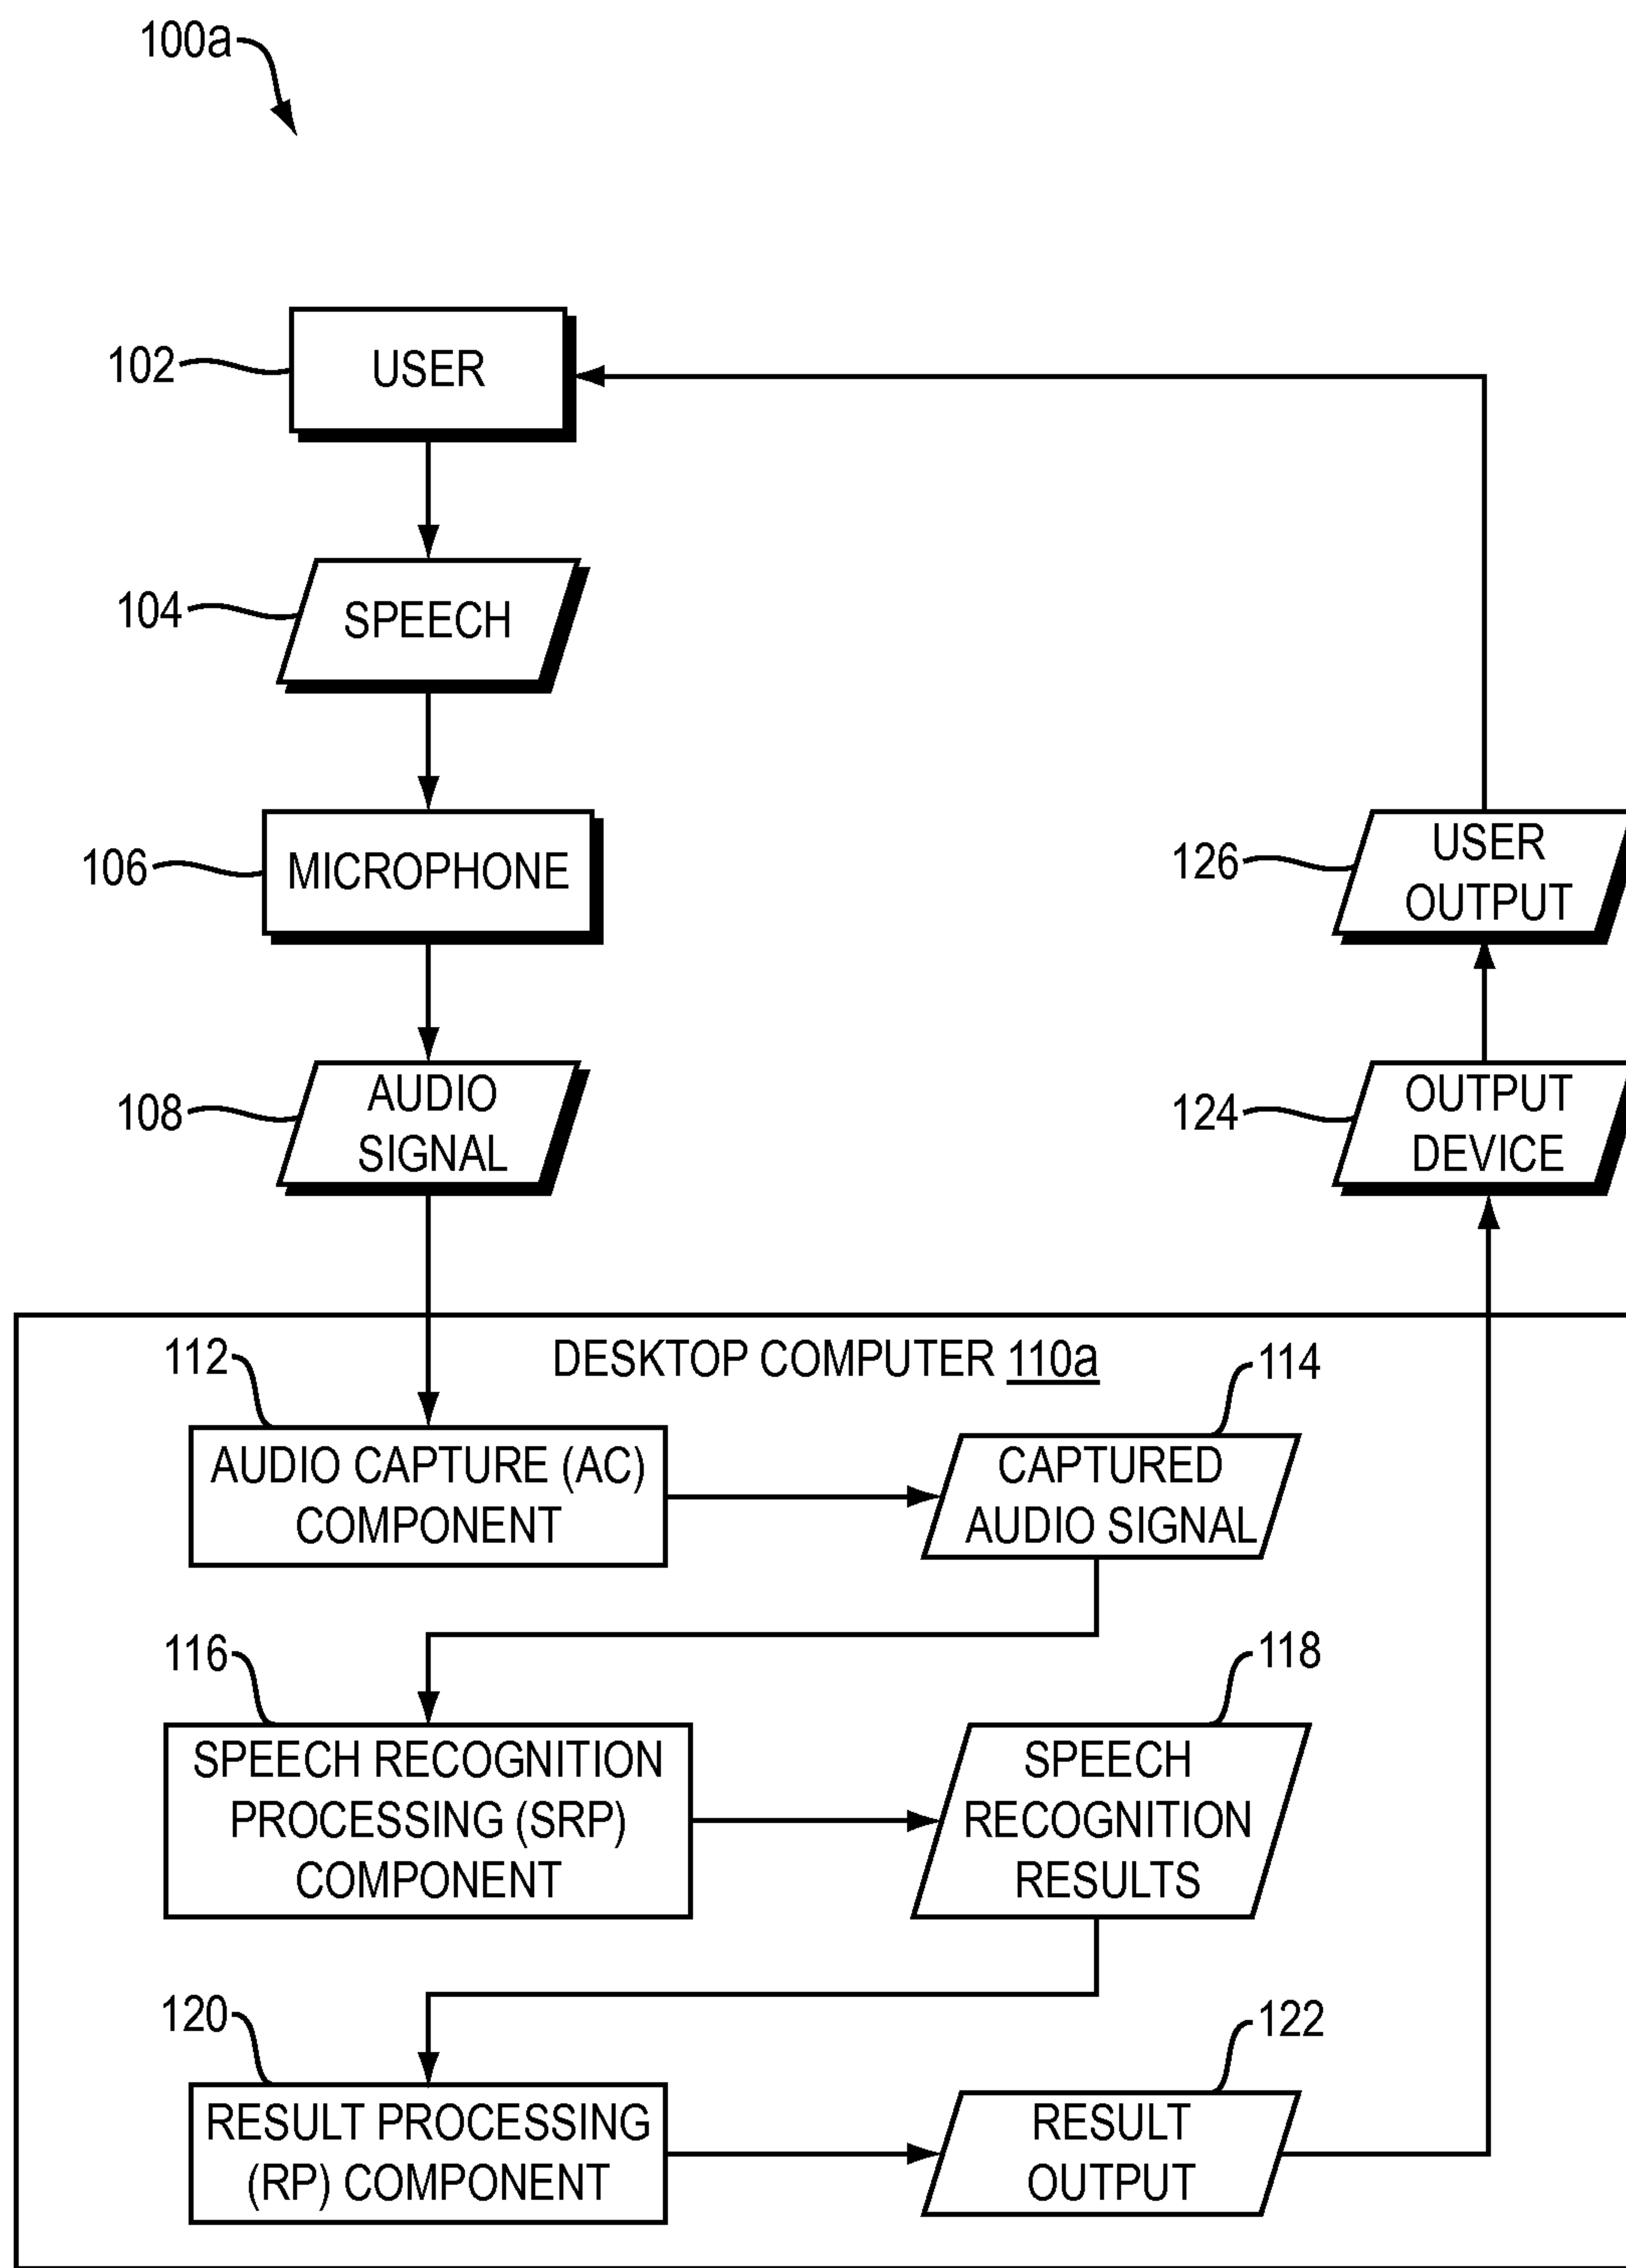 100a
102
USER
104
SPEECH
106
MICROPHONE
126
USER
OUTPUT
108
AUDIO
SIGNAL
124
OUTPUT
DEVICE
DESKTOP COMPUTER 110a
112
114
AUDIO CAPTURE (AC)
COMPONENT
CAPTURED
AUDIO SIGNAL
116
118
SPEECH RECOGNITION
PROCESSING (SRP)
COMPONENT
SPEECH
RECOGNITION
RESULTS
120
122
RESULT PROCESSING
(RP) COMPONENT
RESULT
OUTPUT